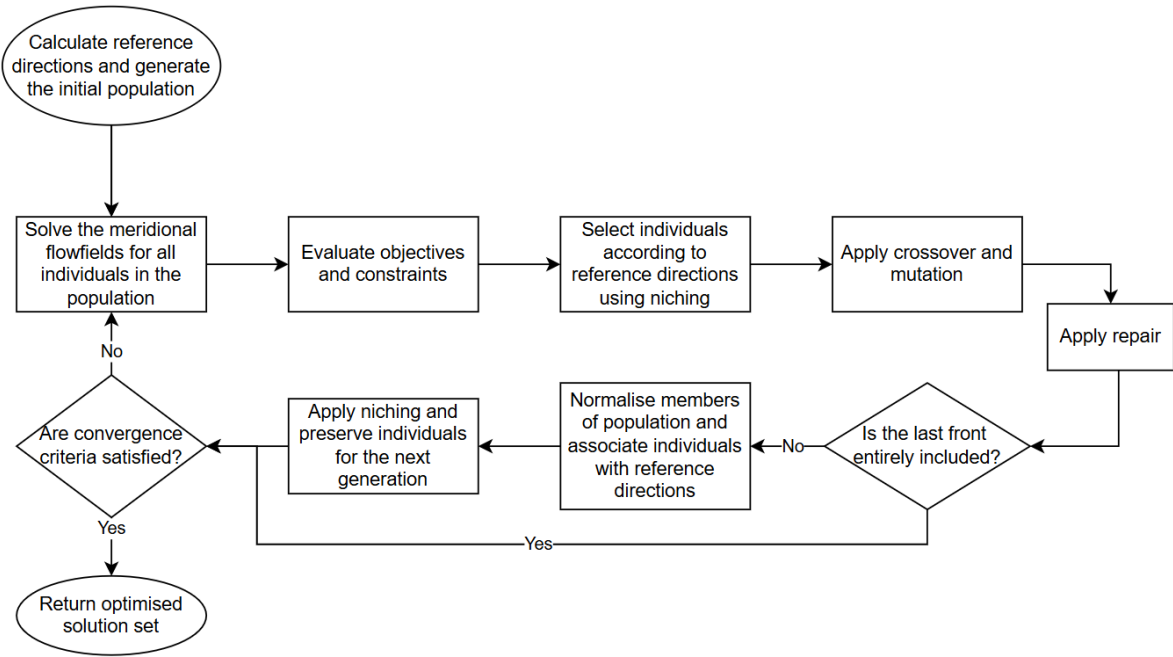 Calculate reference
directions and generate
the initial population
Solve the meridional
flowfields for all
individuals in the
population
Evaluate objectives
and constraints
Select individuals
according to
reference directions
using niching
Apply crossover and
mutation
Apply repair
Is the last front
entirely included?
No
Normalise members
of population and
associate individuals
with reference
directions
Apply niching and
preserve individuals
for the next
generation
Yes
Are convergence
criteria satisfied?
No
Yes
Return optimised
solution set